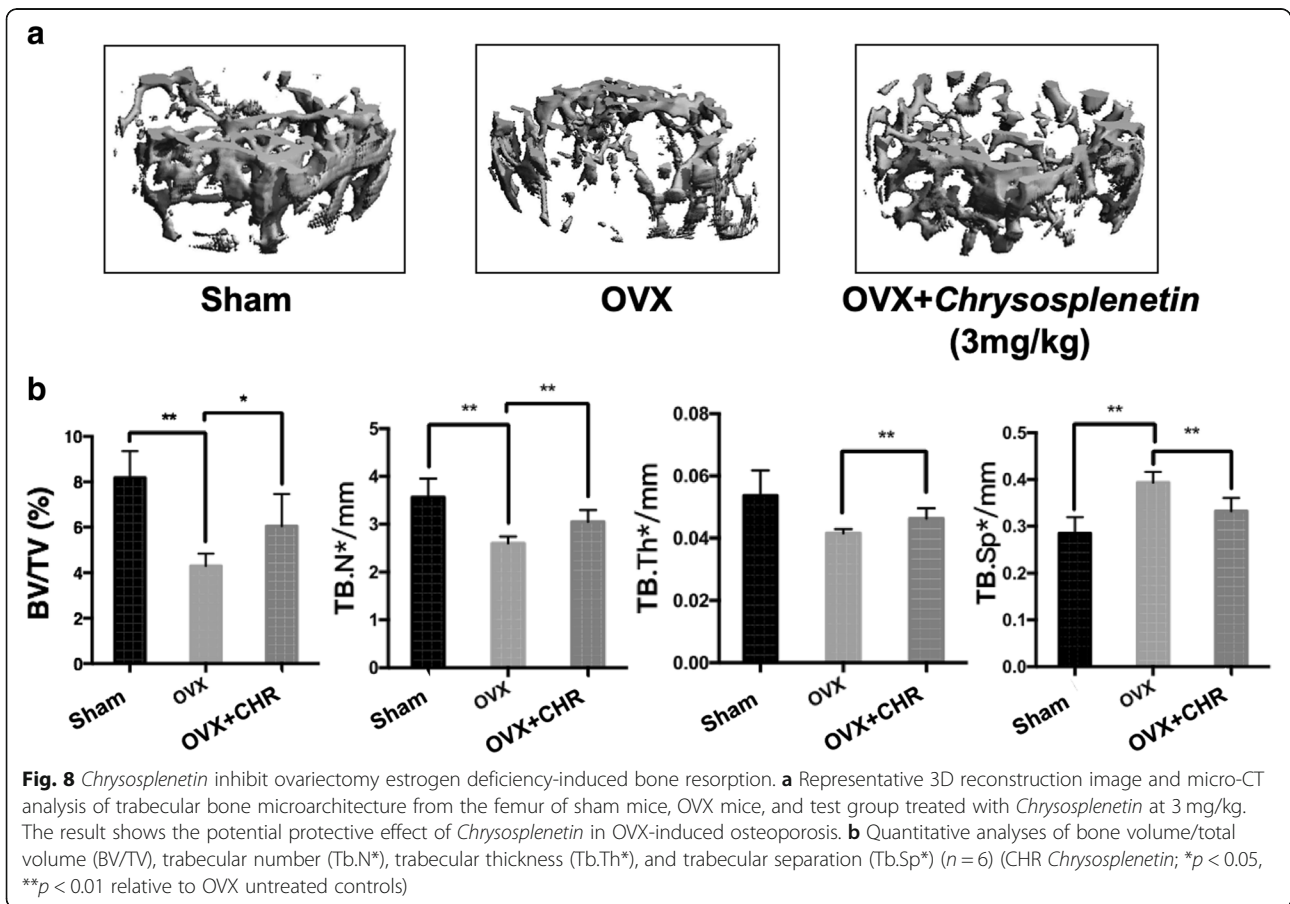 a
Sham
OVX
OVX+Chrysosplenetin
(3mg/kg)
b
**
*
10
8
6
4
2
0
BV/TV (%)
Sham
OVX
OVX+CHR
**
**
5
4
3
2
1
0
TB.N*/mm
Sham
OVX
OVX+CHR
**
0.08
0.06
0.04
0.02
0.00
TB.Th*/mm
Sham
OVX
OVX+CHR
**
**
0.5
0.4
0.3
0.2
0.1
0.0
TB.Sp*/mm
Sham
OVX
OVX+CHR
Fig. 8 Chrysosplenetin inhibit ovariectomy estrogen deficiency-induced bone resorption. a Representative 3D reconstruction image and micro-CT
analysis of trabecular bone microarchitecture from the femur of sham mice, OVX mice, and test group treated with Chrysosplenetin at 3 mg/kg.
The result shows the potential protective effect of Chrysosplenetin in OVX-induced osteoporosis. b Quantitative analyses of bone volume/total
volume (BV/TV), trabecular number (Tb.N*), trabecular thickness (Tb.Th*), and trabecular separation (Tb.Sp*) (n = 6) (CHR Chrysosplenetin; *p < 0.05,
**p < 0.01 relative to OVX untreated controls)